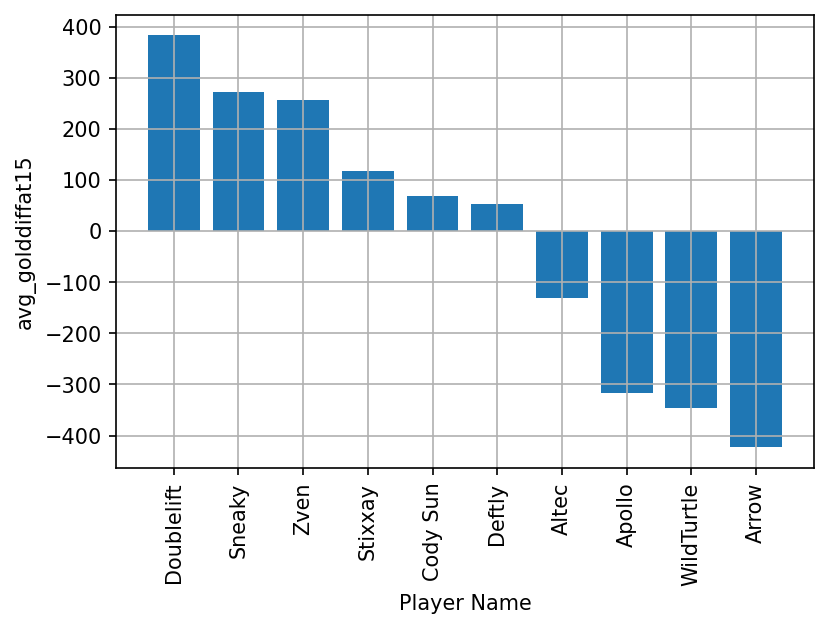 400
300
200
100
0
−100
−200
−300
−400
avg_golddiffat15
Doublelift
Sneaky
Zven
Stixxay
Cody Sun
Deftly
Altec
Apollo
WildTurtle
Arrow
Player Name